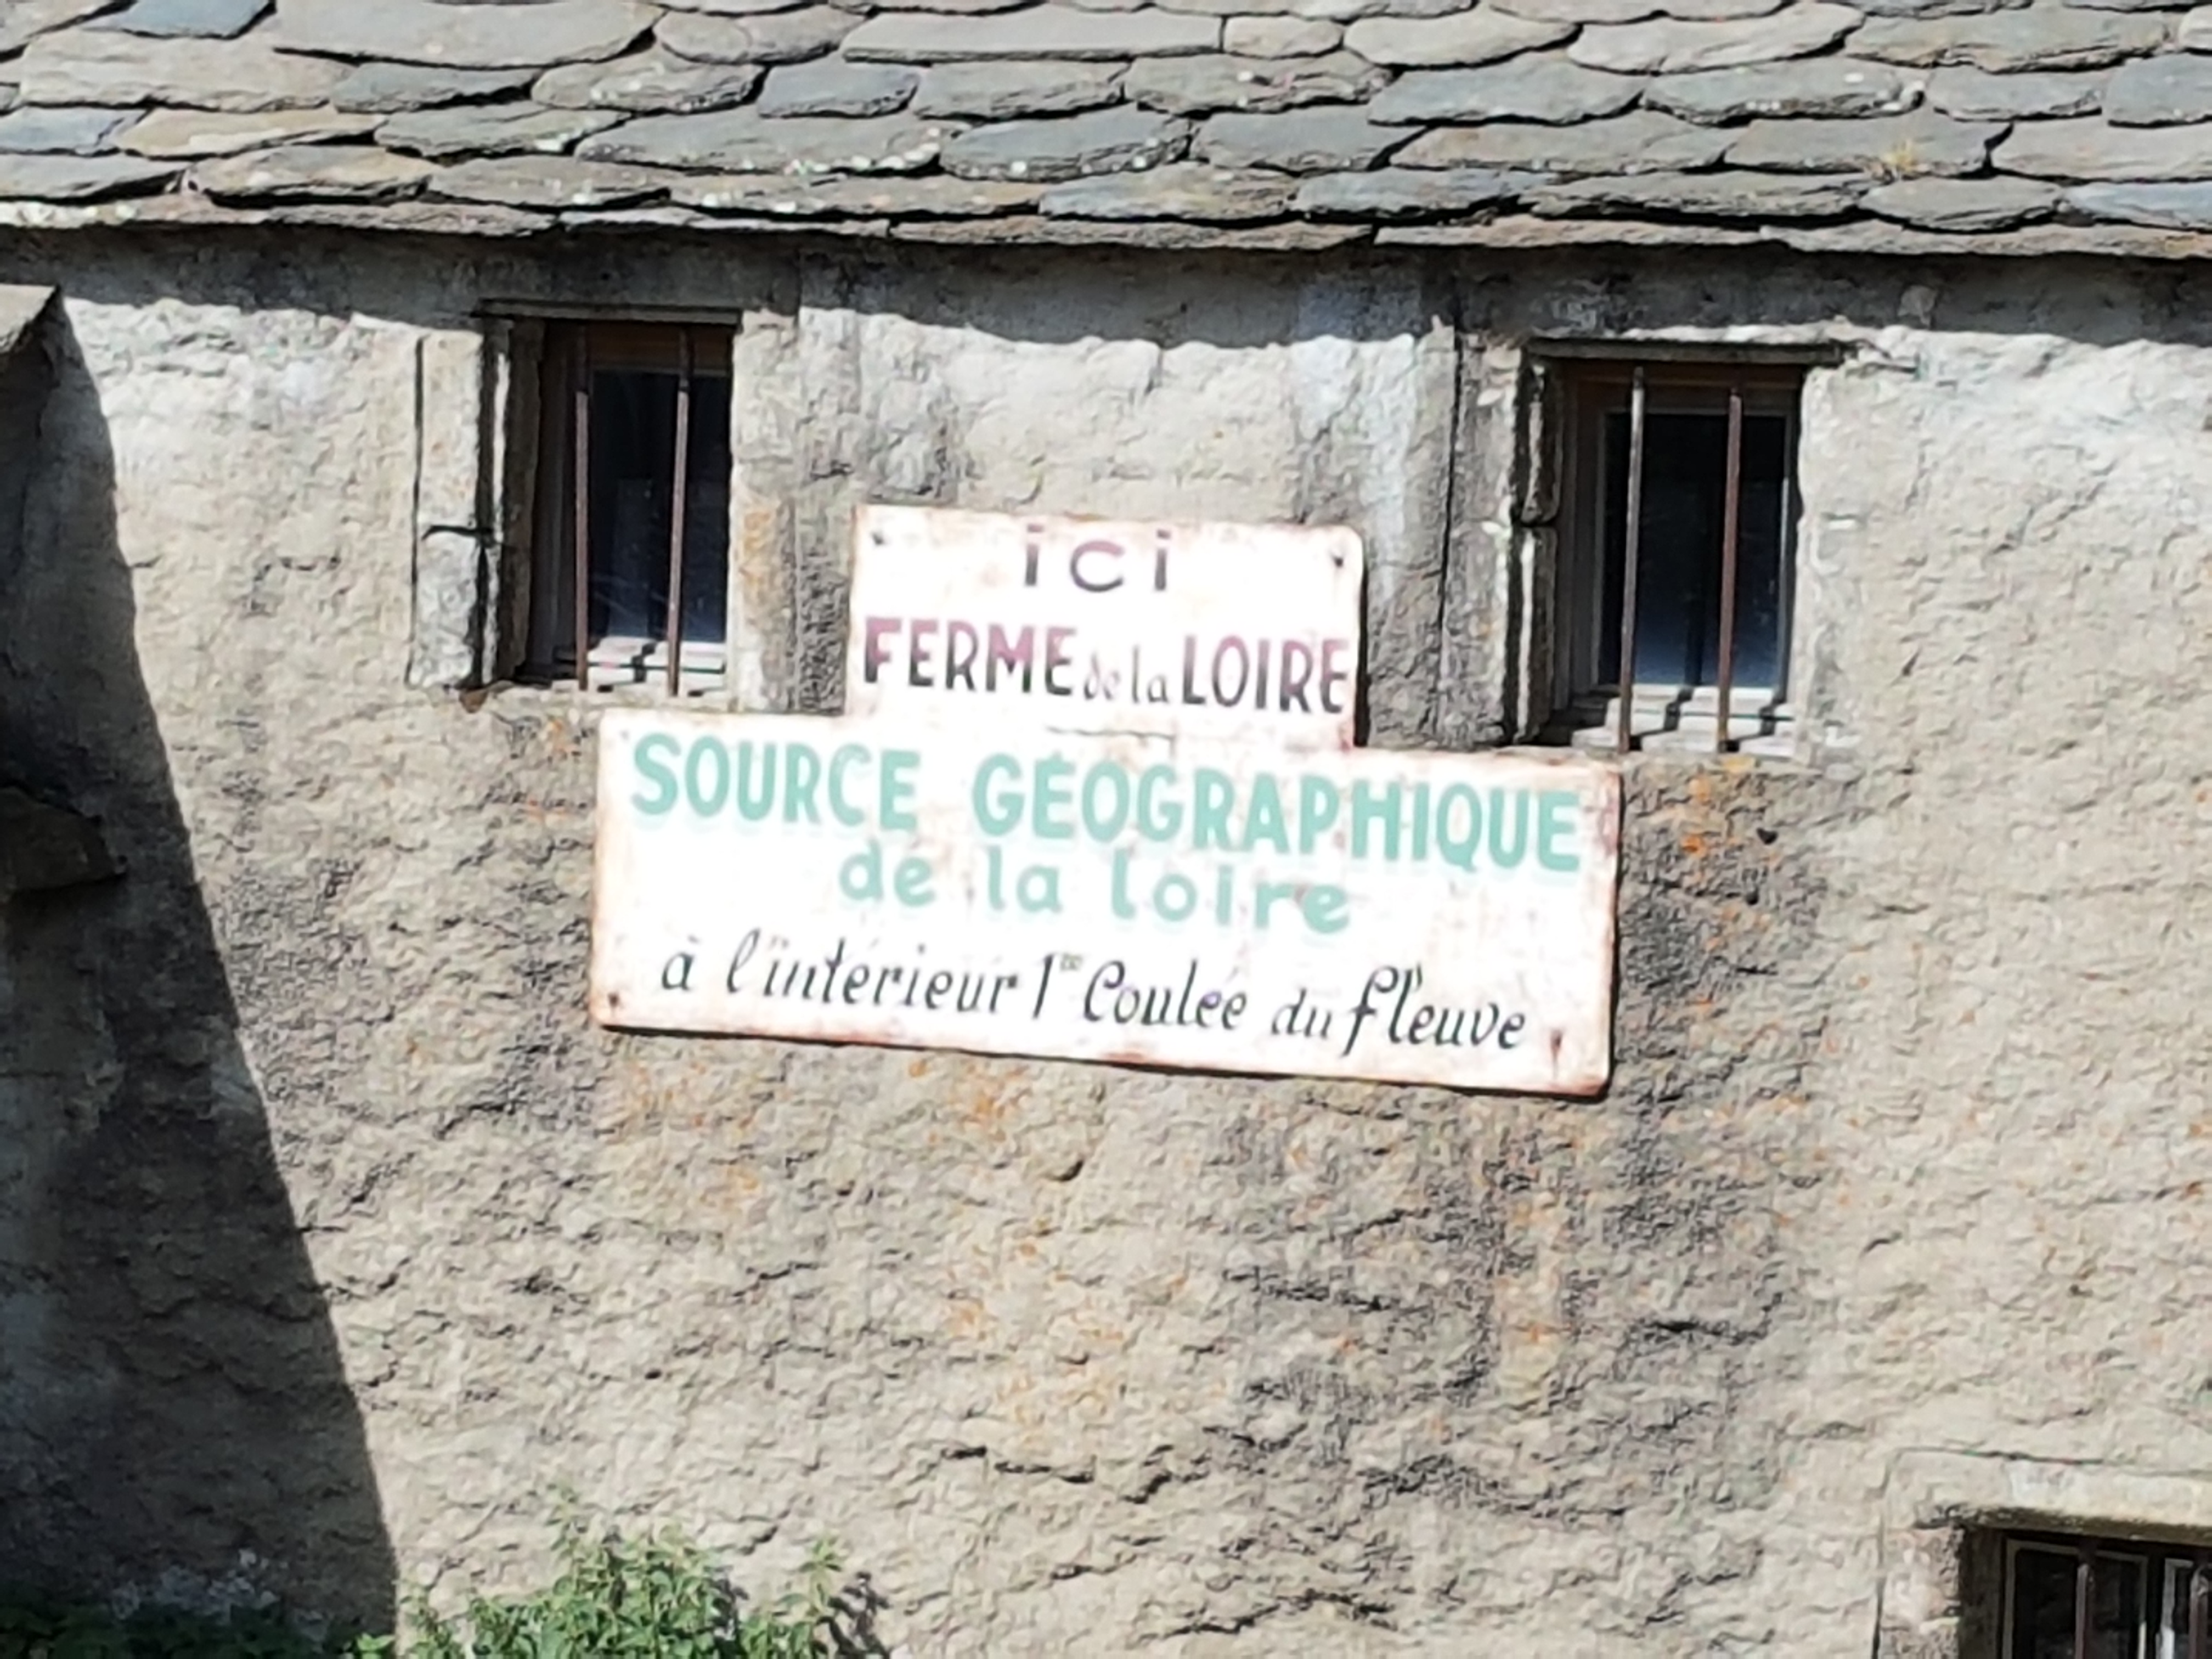 ici
FERME de la LOIRE
SOURCE GÉOGRAPHIQUE
de la loire
à l'intérieur 1re Coulée du fleuve